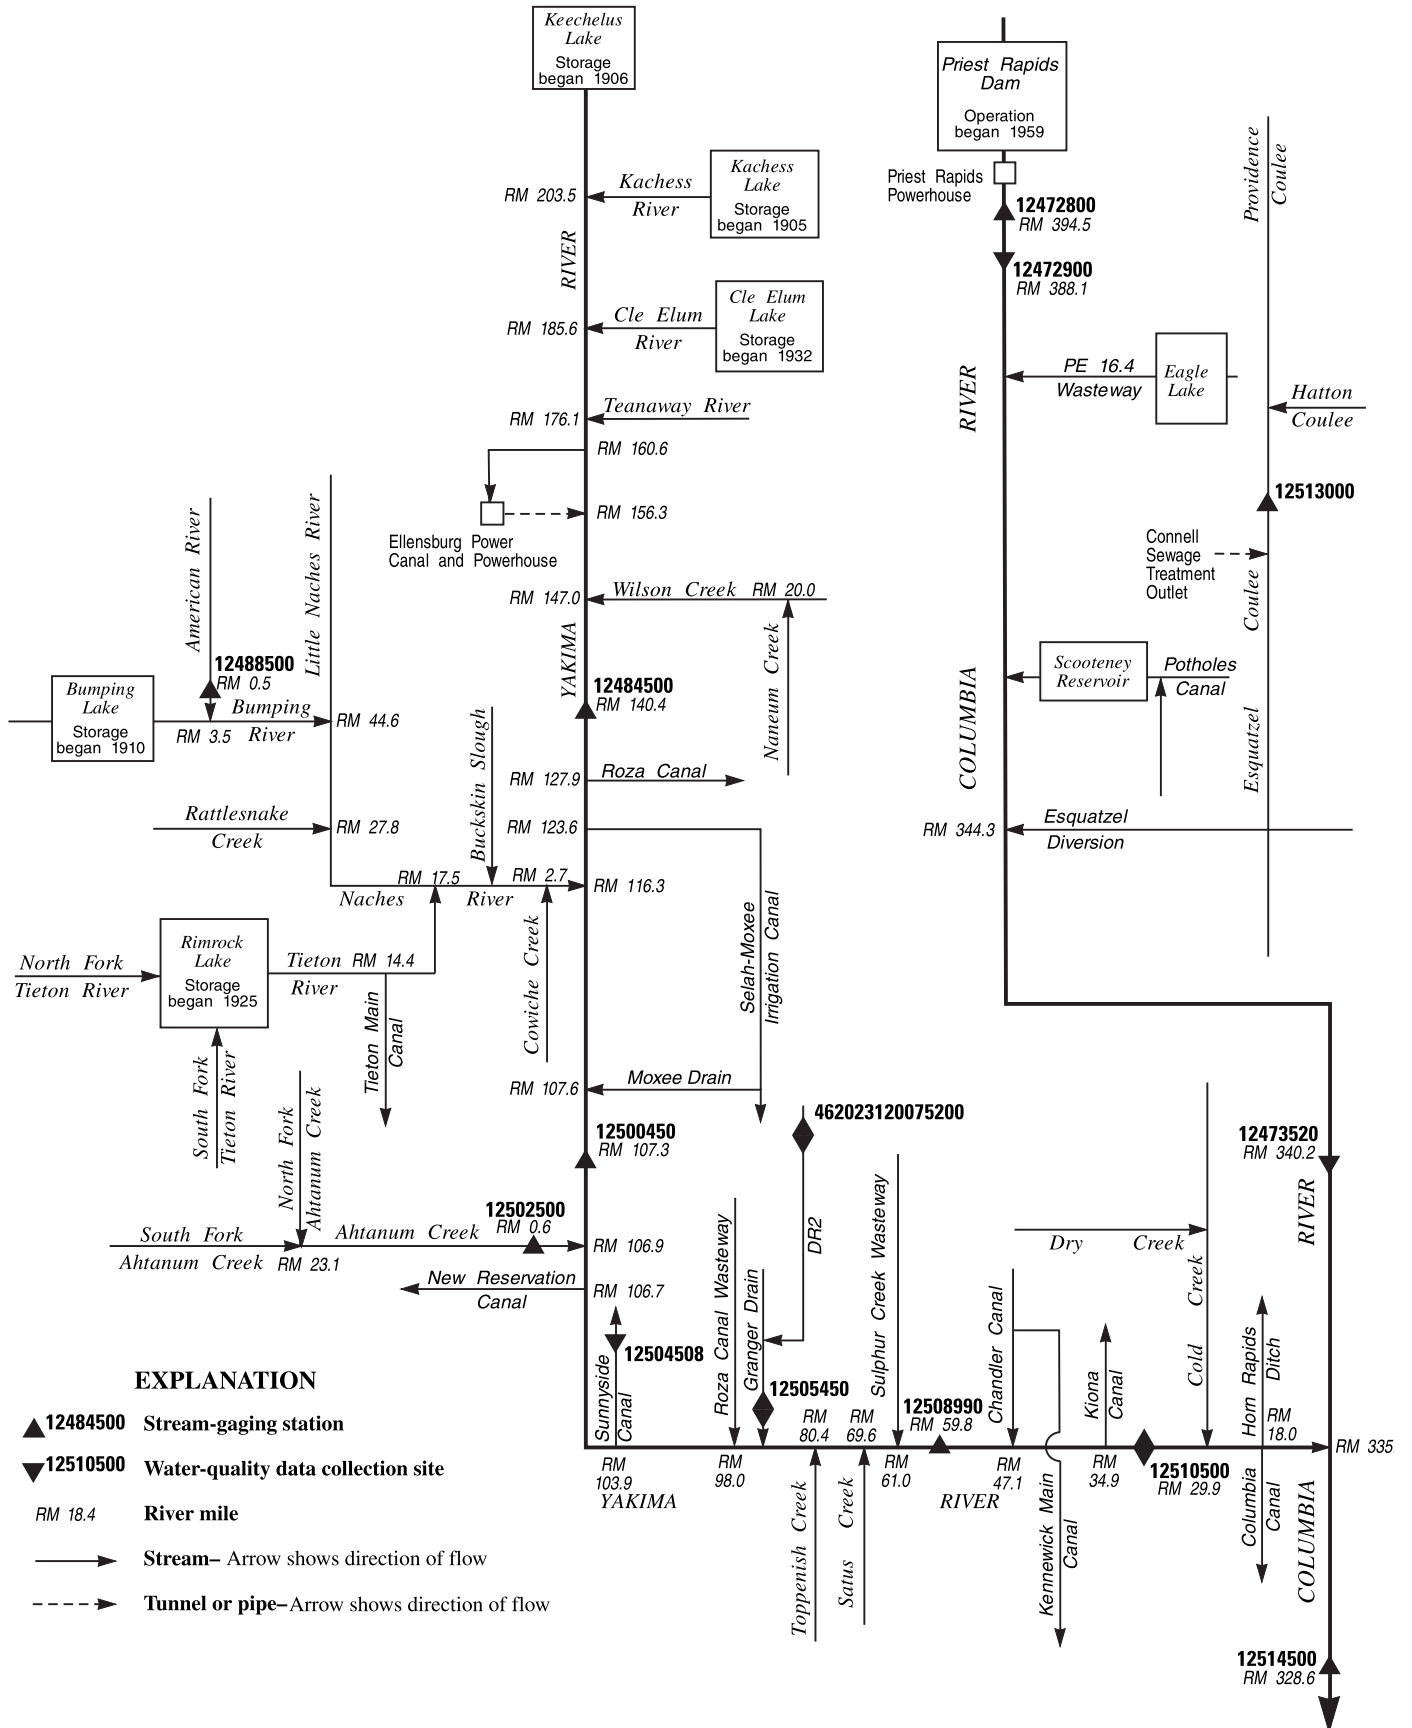 Keechelus
Lake
Storage
began 1906
RM 203.5
Kachess
River
Kachess
Lake
Storage
began 1905
RIVER
RM 185.6
Cle Elum
River
Cle Elum
Lake
Storage
began 1932
RM 176.1
Teanaway River
RM 160.6
RM 156.3
Ellensburg Power
Canal and Powerhouse
RM 147.0
Wilson Creek RM 20.0
Naneum Creek
YAKIMA
12484500
RM 140.4
American River
Little Naches River
12488500
RM 0.5
Bumping
Lake
Storage
began 1910
Bumping
River
RM 3.5
RM 44.6
Buckskin Slough
RM 127.9
Roza Canal
Rattlesnake
Creek
RM 27.8
RM 123.6
RM 17.5
RM 2.7
RM 116.3
Naches River
Selah-Moxee
Irrigation Canal
North Fork
Tieton River
Rimrock
Lake
Storage
began 1925
Tieton RM 14.4
River
Tieton Main
Canal
Cowiche Creek
South Fork
Tieton River
North Fork
Ahtanum Creek
RM 107.6
Moxee Drain
12500450
RM 107.3
12502500
RM 0.6
South Fork
Ahtanum Creek
RM 23.1
Ahtanum Creek
RM 106.9
New Reservation
Canal
RM 106.7
Sunnyside
Canal
12504508
RM
103.9
YAKIMA
Roza Canal Wasteway
RM
98.0
Granger Drain
462023120075200
DR2
12505450
RM
80.4
Toppenish Creek
RM
69.6
Satus Creek
Sulphur Creek Wasteway
RM
61.0
12508990
RM 59.8
RIVER
Chandler Canal
RM
47.1
Kennewick Main
Canal
Kiona
Canal
RM
34.9
12510500
RM 29.9
Dry Creek
Cold Creek
Horn Rapids
Ditch
RM
18.0
Columbia
Canal
RM 335
Priest Rapids
Dam
Operation
began 1959
Priest Rapids
Powerhouse
12472800
RM 394.5
12472900
RM 388.1
RIVER
PE 16.4
Wasteway
Eagle
Lake
Providence
Coulee
Hatton
Coulee
12513000
Connell
Sewage
Treatment
Outlet
Esquatzel Coulee
COLUMBIA
Scooteney
Reservoir
Potholes
Canal
RM 344.3
Esquatzel
Diversion
12473520
RM 340.2
RIVER
COLUMBIA
12514500
RM 328.6
EXPLANATION
12484500 Stream-gaging station
12510500 Water-quality data collection site
RM 18.4 River mile
Stream– Arrow shows direction of flow
Tunnel or pipe–Arrow shows direction of flow